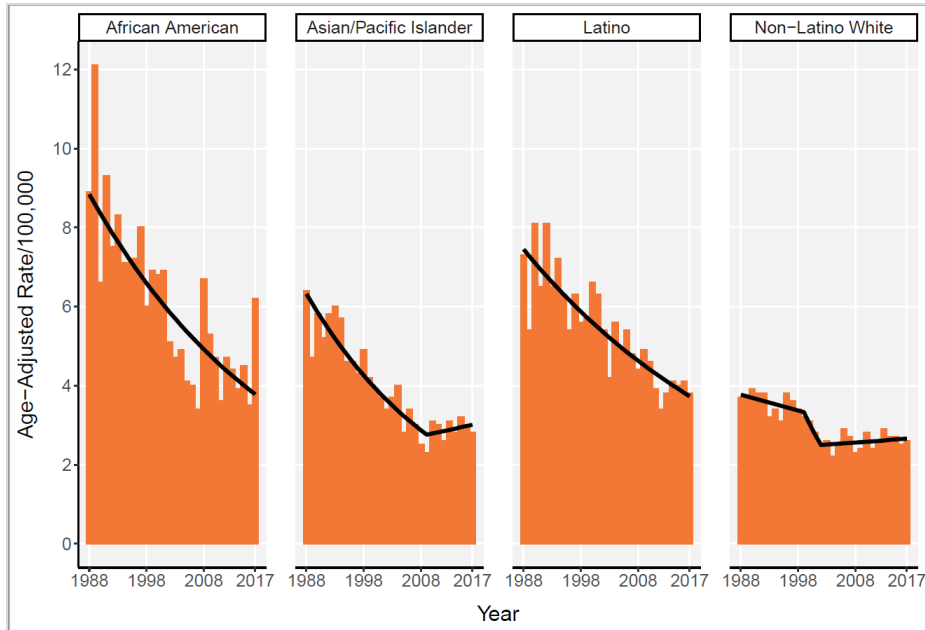 African American
Asian/Pacific Islander
Latino
Non−Latino White
Age−Adjusted Rate/100,000
12
10
8
6
4
2
0
1988 1998 2008 2017
1988 1998 2008 2017
1988 1998 2008 2017
1988 1998 2008 2017
Year